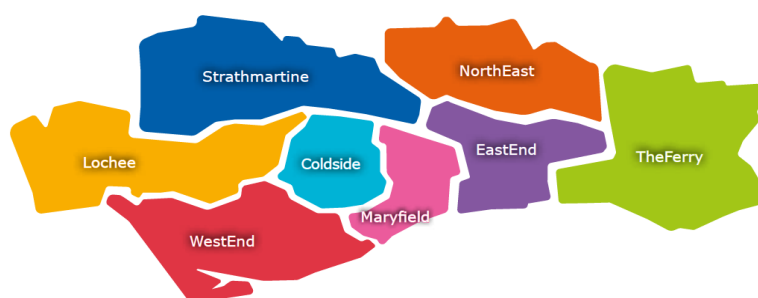 Strathmartine
NorthEast
Lochee
Coldside
EastEnd
TheFerry
Maryfield
WestEnd